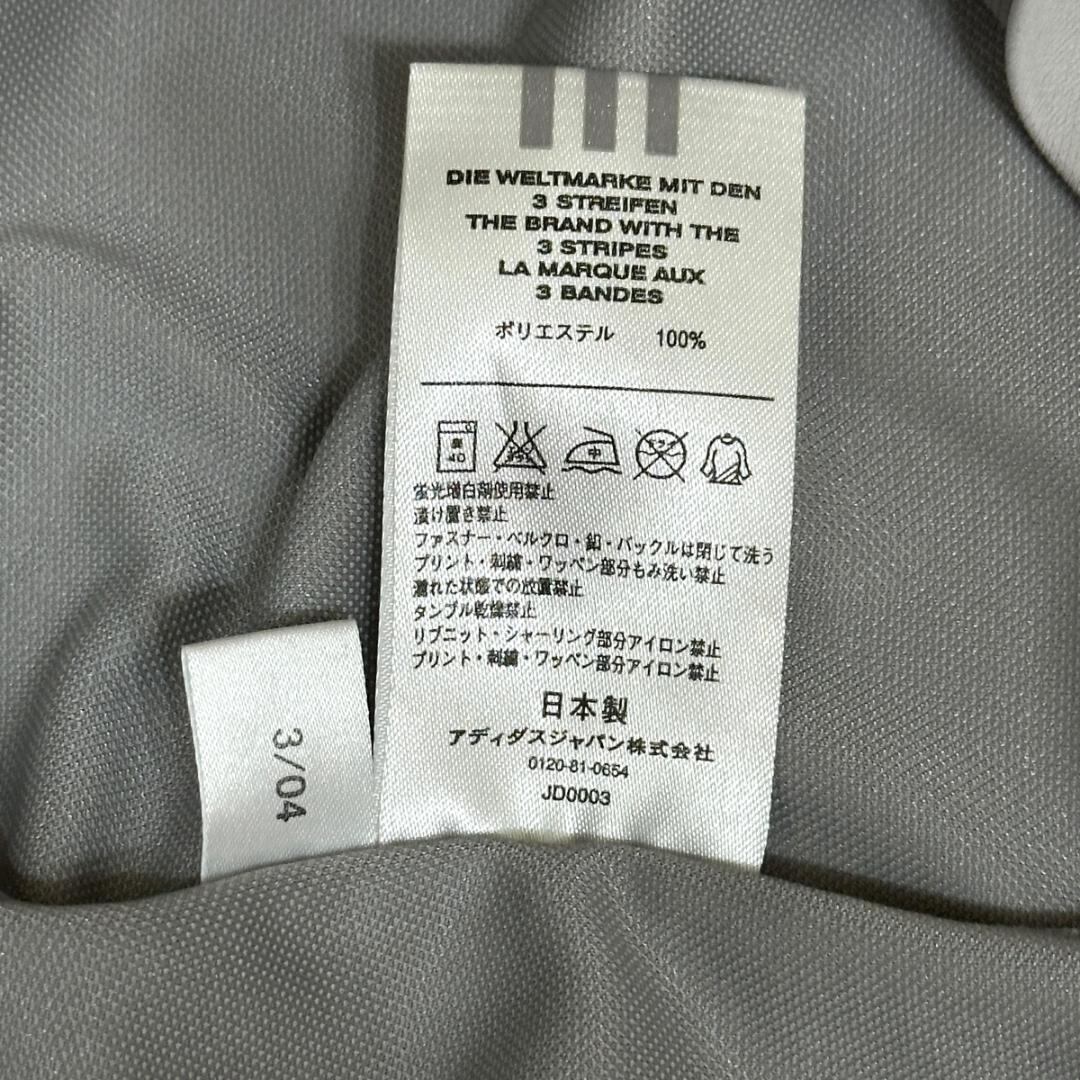 DIE WELTMARKE MIT DEN
3 STREIFEN
THE BRAND WITH THE
3 STRIPES
LA MARQUE AUX
3 BANDES
ポリエステル 100%
40
中
蛍光増白剤使用禁止
漬け置き禁止
ファスナー・ベルクロ・釦・バックルは閉じて洗う
プリント・刺繍・ワッペン部分もみ洗い禁止
濡れた状態での放置禁止
タンブル乾燥禁止
リブニット・シャーリング部分アイロン禁止
プリント・刺繍・ワッペン部分アイロン禁止
日本製
アディダスジャパン株式会社
0120-81-0654
JD0003
3/04